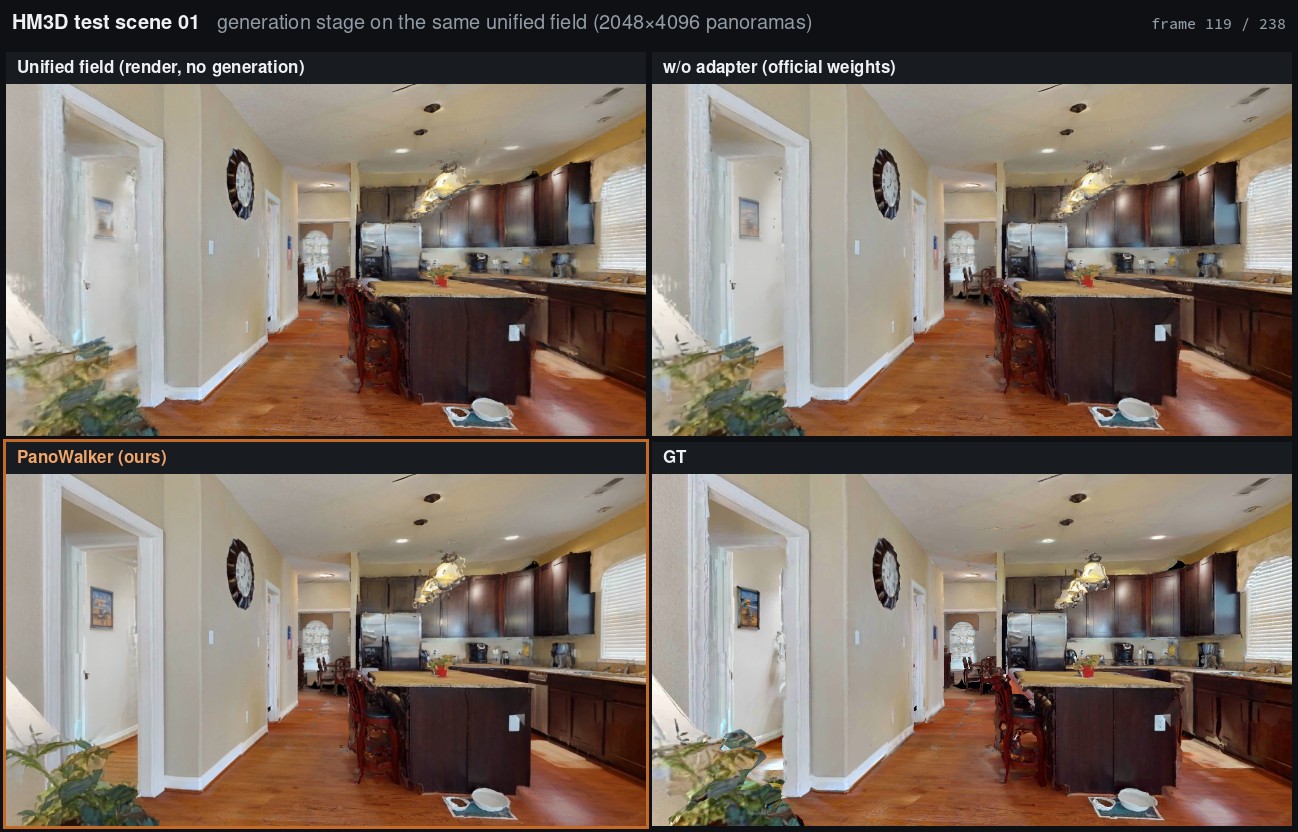 HM3D test scene 01 generation stage on the same unified field (2048×4096 panoramas) frame 119 / 238
Unified field (render, no generation)
w/o adapter (official weights)
PanoWalker (ours)
GT